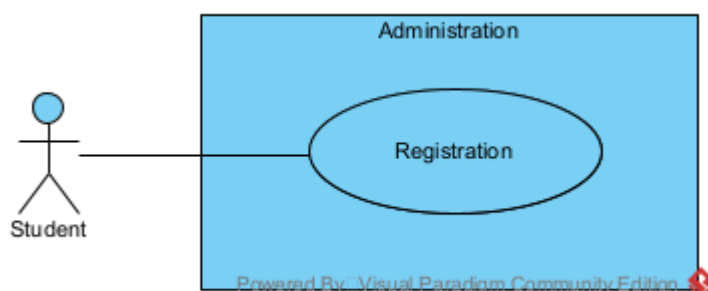 Administration
Registration
Student
Powered By Visual Paradigm Community Edition